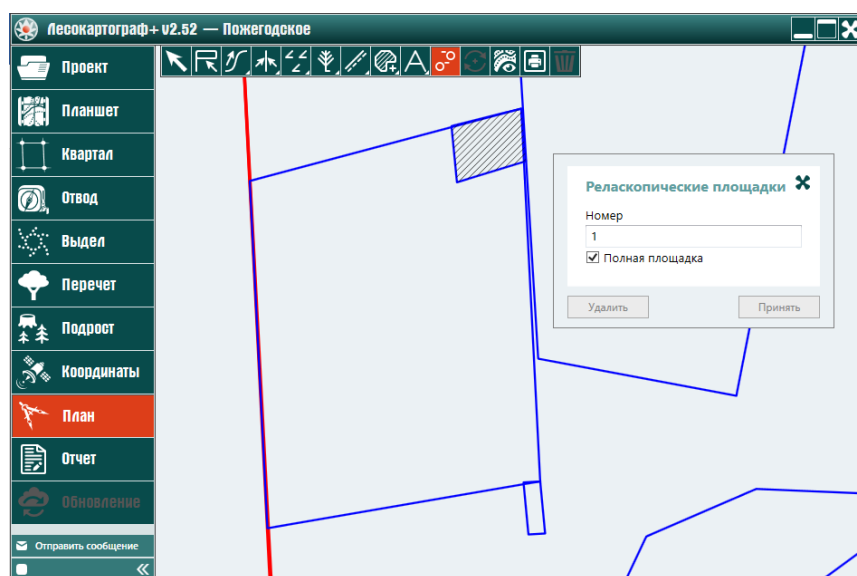 Лесокартограф+ v2.52 — Пожегодское
Проект
Планшет
Квартал
Отвод
Выдел
Перечет
Подрост
Координаты
План
Отчет
Обновление
Отправить сообщение
Реласкопические площадки
Номер
1
Полная площадка
Удалить
Принять